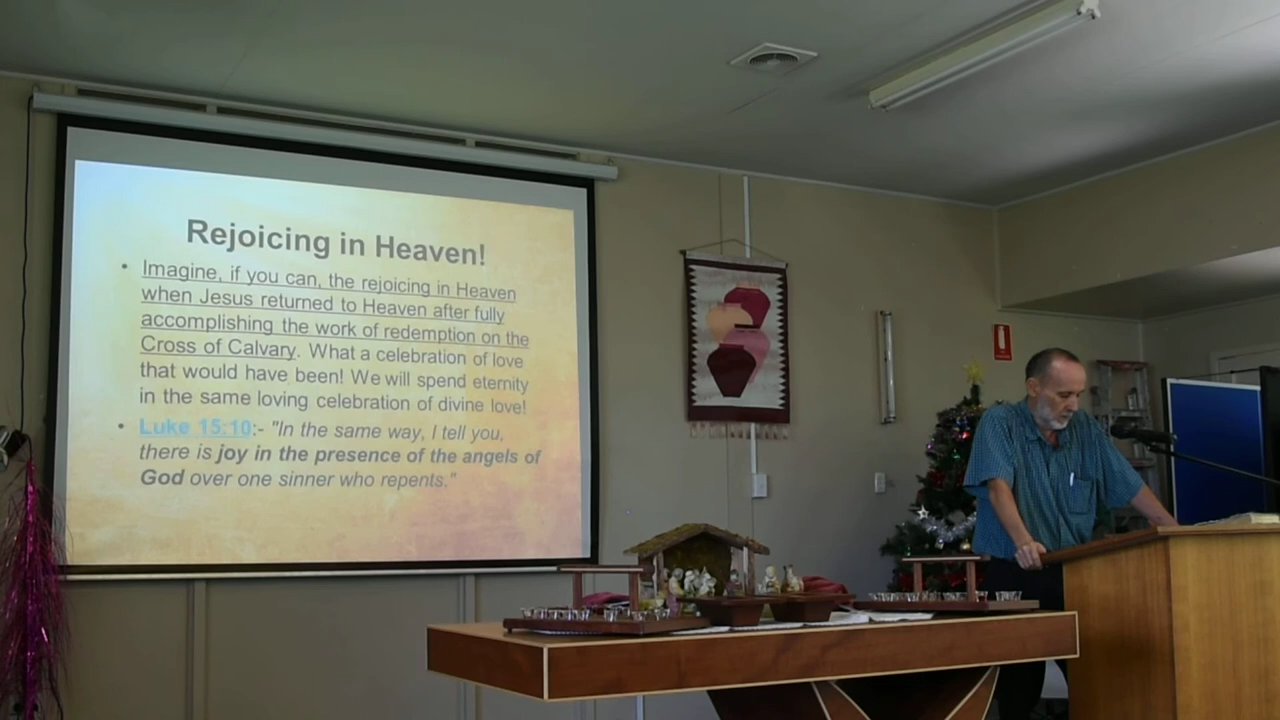 Rejoicing in Heaven!
• Imagine, if you can, the rejoicing in Heaven
when Jesus returned to Heaven after fully
accomplishing the work of redemption on the
Cross of Calvary. What a celebration of love
that would have been! We will spend eternity
in the same loving celebration of divine love!
• Luke 15:10:- "In the same way, I tell you,
there is joy in the presence of the angels of
God over one sinner who repents."